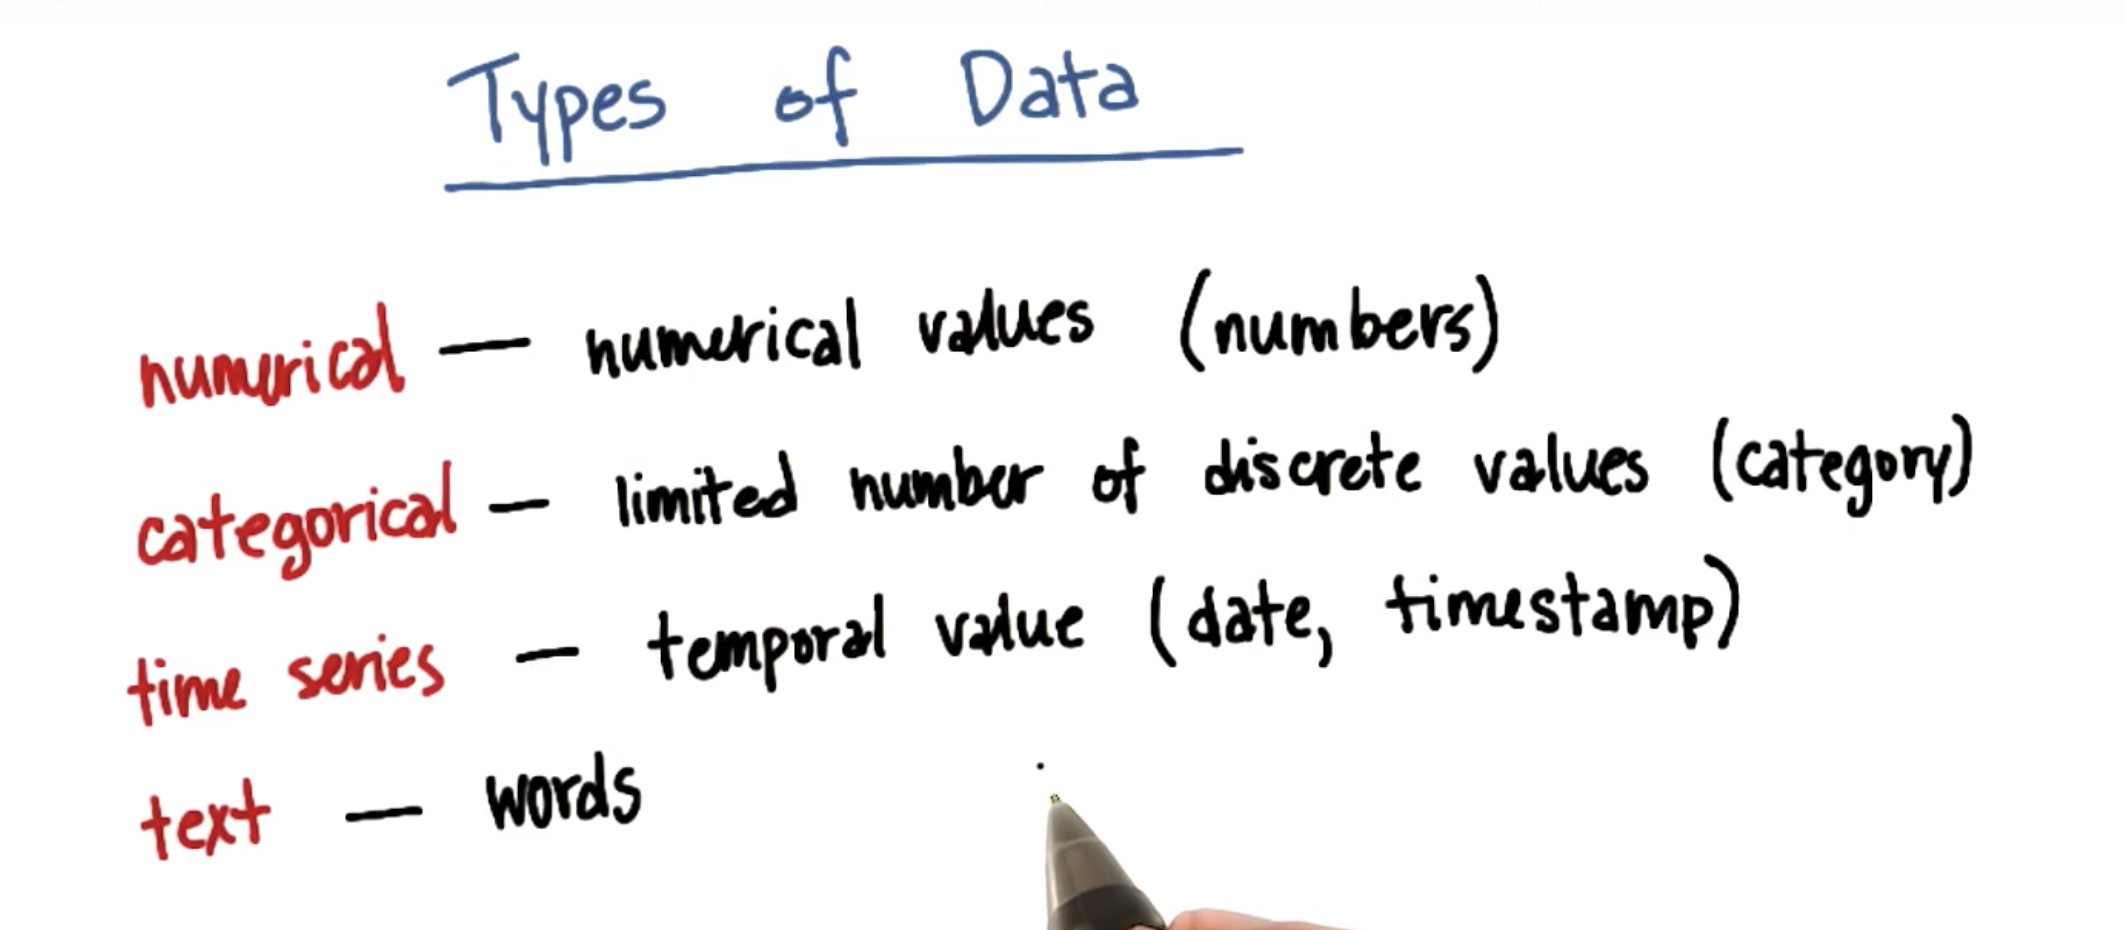 Types of Data
numerical — numerical values (numbers)
categorical — limited number of discrete values (category)
time series — temporal value (date, timestamp)
text — words